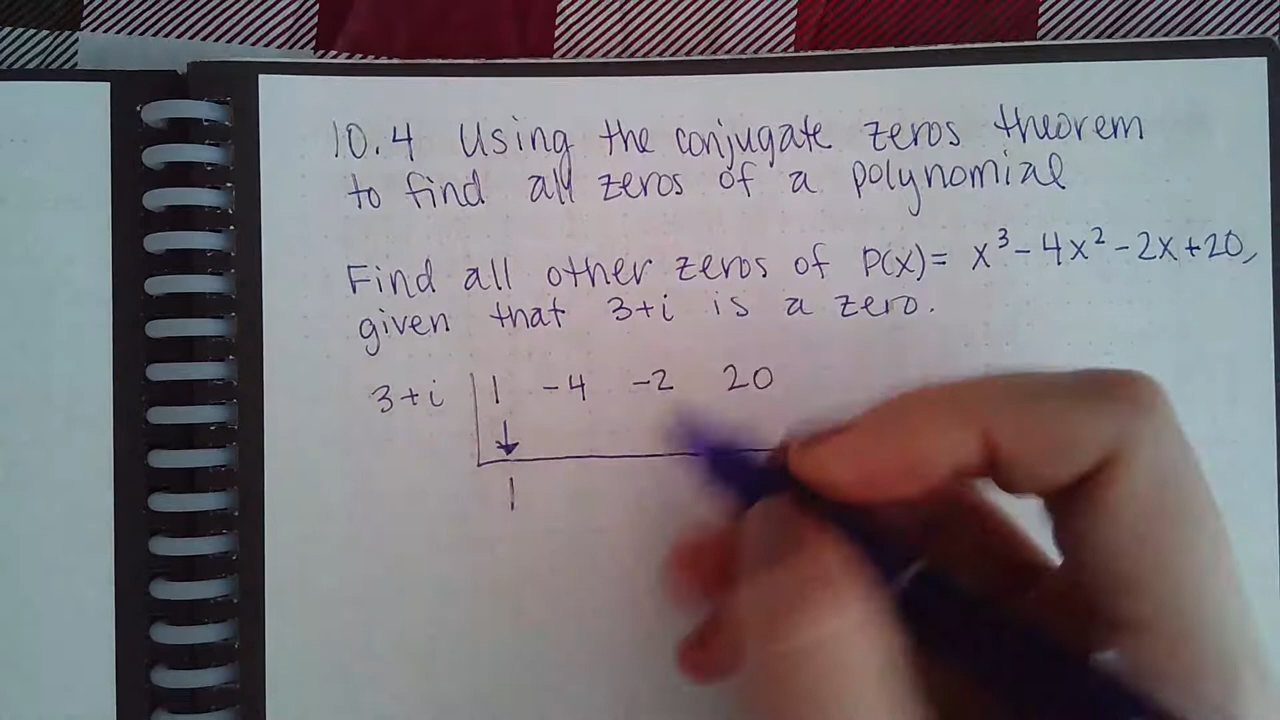 10.4 Using the conjugate zeros theorem
to find all zeros of a polynomial
Find all other zeros of P(x)= x³-4x²-2x+20,
given that 3+i is a zero.
3+i 1 -4 -2 20
1